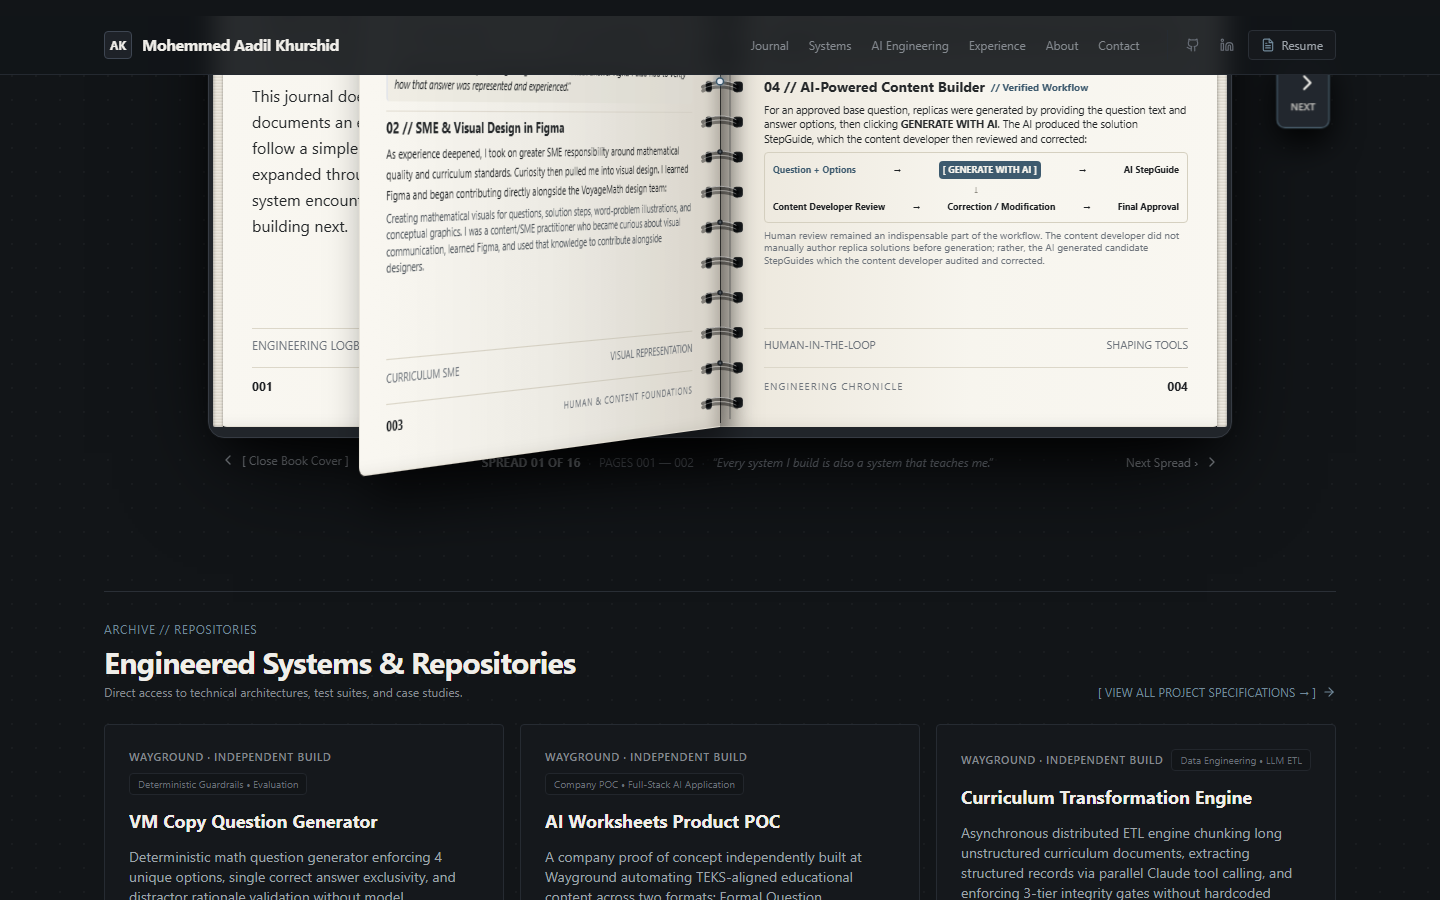 AK Mohemmed Aadil Khurshid
Journal Systems AI Engineering Experience About Contact Resume
NEXT
This journal
documents an
follow a simple
expanded
system
building next.
ENGINEERING
001
how that answer was represented and experienced."
02 // SME & Visual Design in Figma
As experience deepened, I took on greater SME responsibility around mathematical
quality and curriculum standards. Curiosity then pulled me into visual design. I learned
Figma and began contributing directly alongside the VoyageMath design team:
Creating mathematical visuals for questions, solution steps, word-problem illustrations, and
conceptual graphics. I was a content/SME practitioner who became curious about visual
communication, learned Figma, and used that knowledge to contribute alongside
designers.
CURRICULUM SME VISUAL REPRESENTATION
003 HUMAN & CONTENT FOUNDATIONS
04 // AI-Powered Content Builder // Verified Workflow
For an approved base question, replicas were generated by providing the question text and
answer options, then clicking GENERATE WITH AI. The AI produced the solution
StepGuide, which the content developer then reviewed and corrected:
Question + Options → [ GENERATE WITH AI ] → AI StepGuide
↓
Content Developer Review → Correction / Modification → Final Approval
Human review remained an indispensable part of the workflow. The content developer did not
manually author replica solutions before generation; rather, the AI generated candidate
StepGuides which the content developer audited and corrected.
HUMAN-IN-THE-LOOP SHAPING TOOLS
ENGINEERING CHRONICLE 004
[ Close Book Cover ] SPREAD 01 OF 16 PAGES 001 — 002 "Every system I build is also a system that teaches me." Next Spread ›
ARCHIVE // REPOSITORIES
Engineered Systems & Repositories
Direct access to technical architectures, test suites, and case studies.
[ VIEW ALL PROJECT SPECIFICATIONS → ] →
WAYGROUND · INDEPENDENT BUILD
Deterministic Guardrails • Evaluation
VM Copy Question Generator
Deterministic math question generator enforcing 4
unique options, single correct answer exclusivity, and
distractor rationale validation without model
WAYGROUND · INDEPENDENT BUILD
Company POC • Full-Stack AI Application
AI Worksheets Product POC
A company proof of concept independently built at
Wayground automating TEKS-aligned educational
content across two formats: Formal Question
WAYGROUND · INDEPENDENT BUILD Data Engineering • LLM ETL
Curriculum Transformation Engine
Asynchronous distributed ETL engine chunking long
unstructured curriculum documents, extracting
structured records via parallel Claude tool calling, and
enforcing 3-tier integrity gates without hardcoded